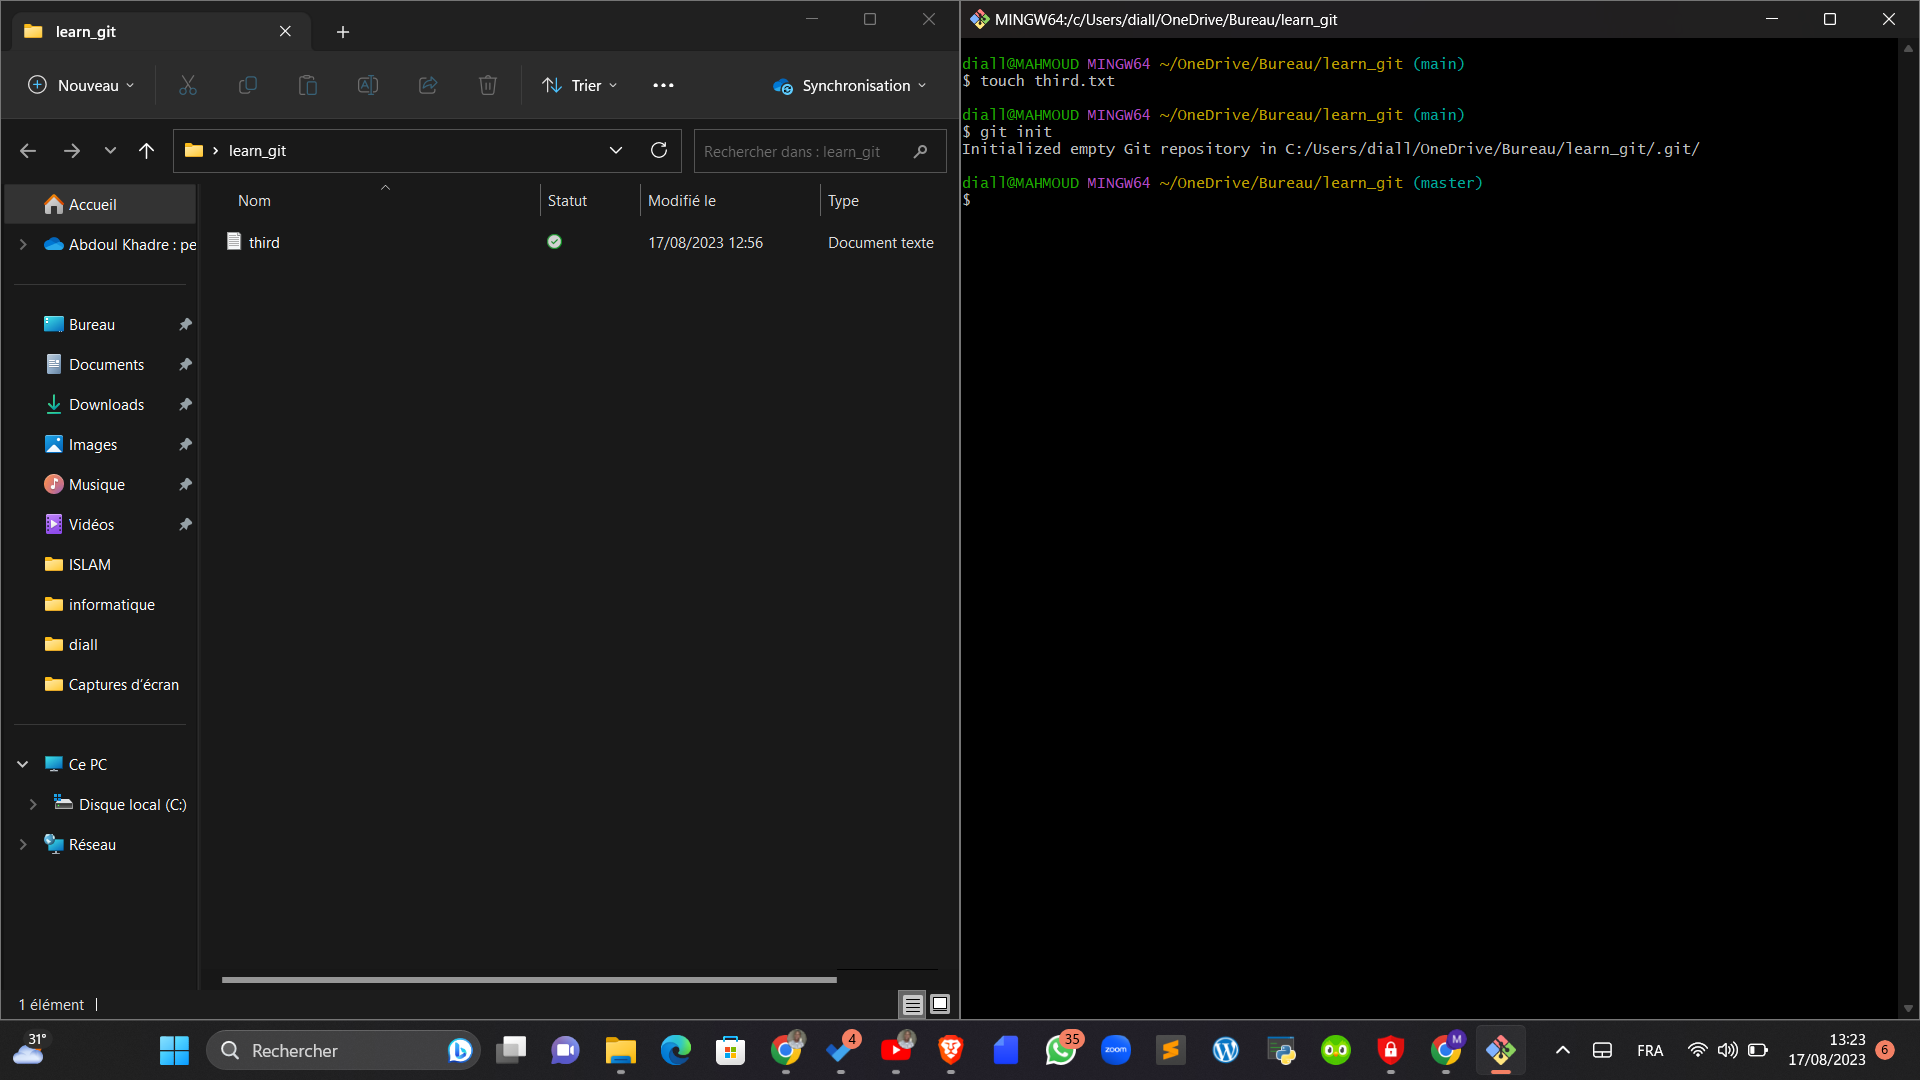 learn_git
Nouveau
Trier
Synchronisation
learn_git
Rechercher dans : learn_git
Nom
Statut
Modifié le
Type
third
17/08/2023 12:56
Document texte
Accueil
Abdoul Khadre : pe
Bureau
Documents
Downloads
Images
Musique
Vidéos
ISLAM
informatique
diall
Captures d’écran
Ce PC
Disque local (C:)
Réseau
1 élément
MINGW64:/c/Users/diall/OneDrive/Bureau/learn_git
diall@MAHMOUD MINGW64 ~/OneDrive/Bureau/learn_git (main)
$ touch third.txt
diall@MAHMOUD MINGW64 ~/OneDrive/Bureau/learn_git (main)
$ git init
Initialized empty Git repository in C:/Users/diall/OneDrive/Bureau/learn_git/.git/
diall@MAHMOUD MINGW64 ~/OneDrive/Bureau/learn_git (master)
$
31°
Rechercher
4
35
zoom
M
FRA
13:23
17/08/2023
6